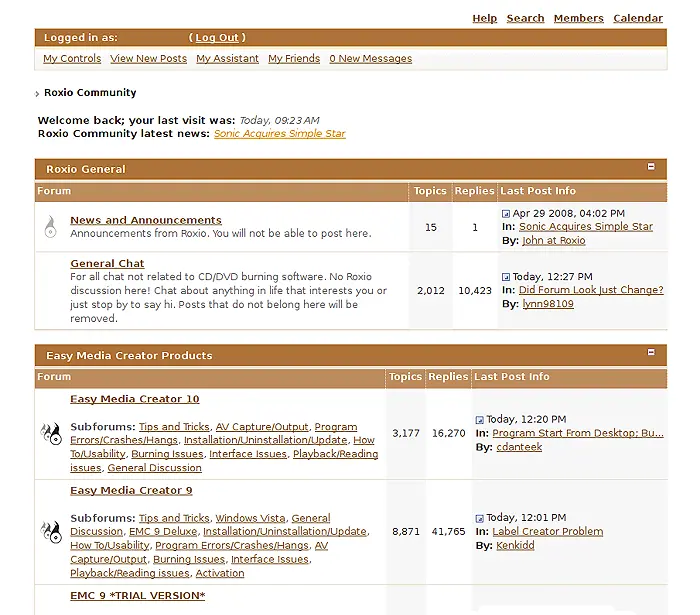 Help Search Members Calendar
Logged in as: ( Log Out )
My Controls View New Posts My Assistant My Friends 0 New Messages
Roxio Community
Welcome back; your last visit was: Today, 09:23 AM
Roxio Community latest news: Sonic Acquires Simple Star
Roxio General
Forum Topics Replies Last Post Info
News and Announcements
Announcements from Roxio. You will not be able to post here.
15 1
Apr 29 2008, 04:02 PM
In: Sonic Acquires Simple Star
By: John at Roxio
General Chat
For all chat not related to CD/DVD burning software. No Roxio
discussion here! Chat about anything in life that interests you or
just stop by to say hi. Posts that do not belong here will be
removed.
2,012 10,423
Today, 12:27 PM
In: Did Forum Look Just Change?
By: lynn98109
Easy Media Creator Products
Forum Topics Replies Last Post Info
Easy Media Creator 10
Subforums: Tips and Tricks, AV Capture/Output, Program
Errors/Crashes/Hangs, Installation/Uninstallation/Update, How
To/Usability, Burning Issues, Interface Issues, Playback/Reading
issues, General Discussion
3,177 16,270
Today, 12:20 PM
In: Program Start From Desktop; Bu...
By: cdanteek
Easy Media Creator 9
Subforums: Tips and Tricks, Windows Vista, General
Discussion, EMC 9 Deluxe, Installation/Uninstallation/Update,
How To/Usability, Program Errors/Crashes/Hangs, AV
Capture/Output, Burning Issues, Interface Issues,
Playback/Reading issues, Activation
8,871 41,765
Today, 12:01 PM
In: Label Creator Problem
By: Kenkidd
EMC 9 *TRIAL VERSION*